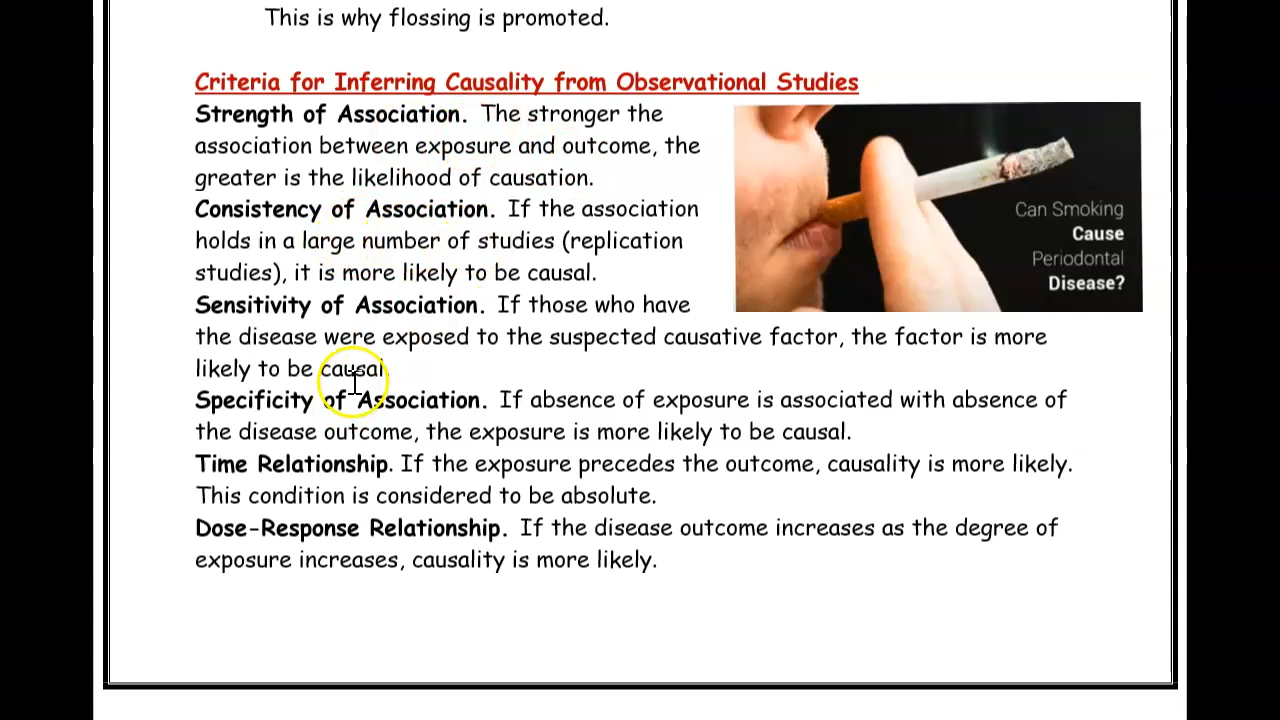 This is why flossing is promoted.
Criteria for Inferring Causality from Observational Studies
Strength of Association. The stronger the
association between exposure and outcome, the
greater is the likelihood of causation.
Consistency of Association. If the association
holds in a large number of studies (replication
studies), it is more likely to be causal.
Sensitivity of Association. If those who have
the disease were exposed to the suspected causative factor, the factor is more
likely to be causal.
Specificity of Association. If absence of exposure is associated with absence of
the disease outcome, the exposure is more likely to be causal.
Time Relationship. If the exposure precedes the outcome, causality is more likely.
This condition is considered to be absolute.
Dose-Response Relationship. If the disease outcome increases as the degree of
exposure increases, causality is more likely.
Can Smoking
Cause
Periodontal
Disease?